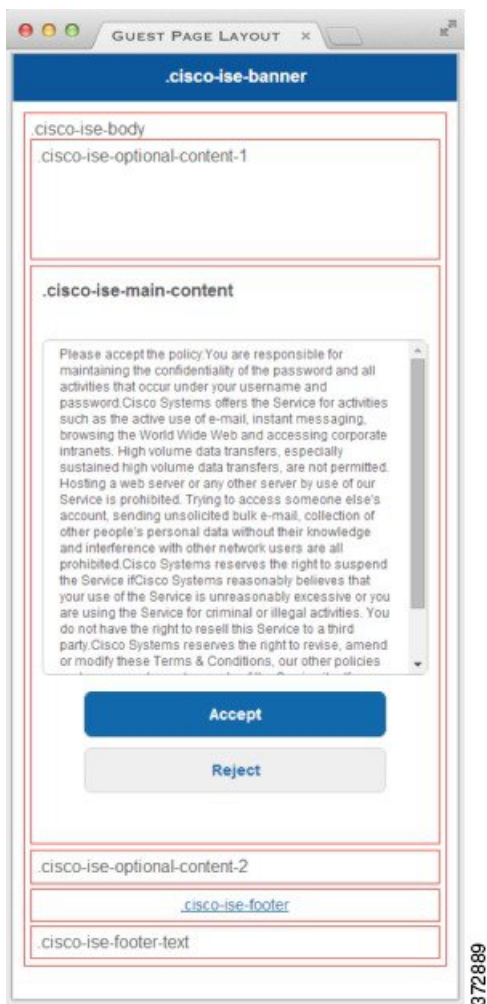 GUEST PAGE LAYOUT ×
.cisco-ise-banner
.cisco-ise-body
.cisco-ise-optional-content-1
.cisco-ise-main-content
Please accept the policy.You are responsible for
maintaining the confidentiality of the password and all
activities that occur under your username and
password.Cisco Systems offers the Service for activities
such as the active use of e-mail, instant messaging,
browsing the World Wide Web and accessing corporate
intranets. High volume data transfers, especially
sustained high volume data transfers, are not permitted.
Hosting a web server or any other server by use of our
Service is prohibited. Trying to access someone else's
account, sending unsolicited bulk e-mail, collection of
other people's personal data without their knowledge
and interference with other network users are all
prohibited.Cisco Systems reserves the right to suspend
the Service ifCisco Systems reasonably believes that
your use of the Service is unreasonably excessive or you
are using the Service for criminal or illegal activities. You
do not have the right to resell this Service to a third
party.Cisco Systems reserves the right to revise, amend
or modify these Terms & Conditions, our other policies
Accept
Reject
.cisco-ise-optional-content-2
.cisco-ise-footer
.cisco-ise-footer-text
372889